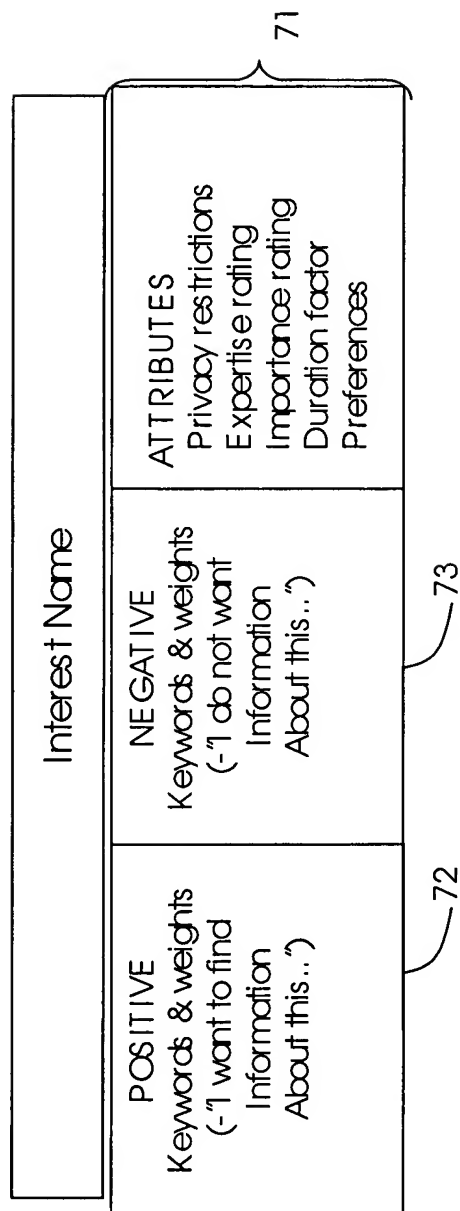 Interest Name
POSITIVE
Keywords & weights
(-"I want to find
Information
About this..")
NEGATIVE
Keywords & weights
(-"I do not want
Information
About this..")
ATTRIBUTES
Privacy restrictions
Expertise rating
Importance rating
Duration factor
Preferences
71
72
73